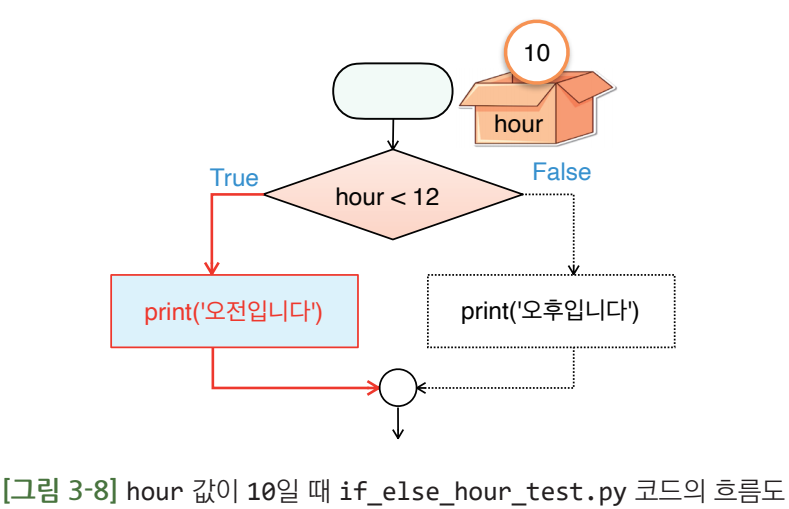 10
hour
True
False
hour < 12
print('오전입니다')
print('오후입니다')
[그림 3-8] hour 값이 10일 때 if_else_hour_test.py 코드의 흐름도